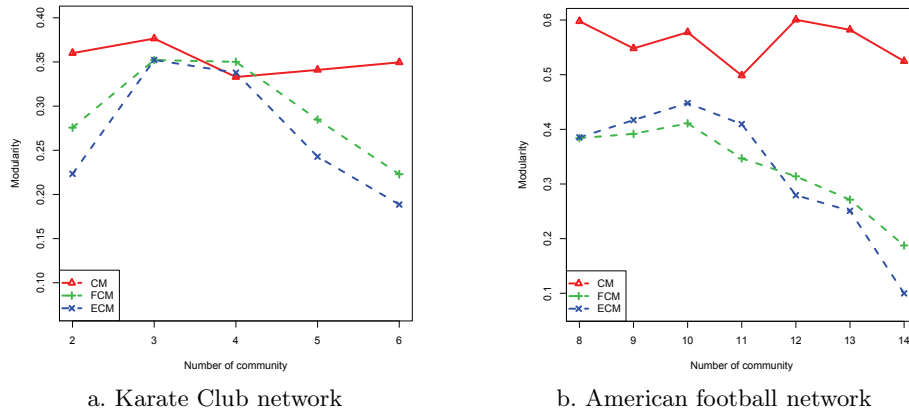 0.40
0.35
0.30
0.25
0.20
0.15
0.10
Modularity
CM
FCM
ECM
2 3 4 5 6
Number of community
a. Karate Club network
0.6
0.5
0.4
0.3
0.2
0.1
Modularity
CM
FCM
ECM
8 9 10 11 12 13 14
Number of community
b. American football network